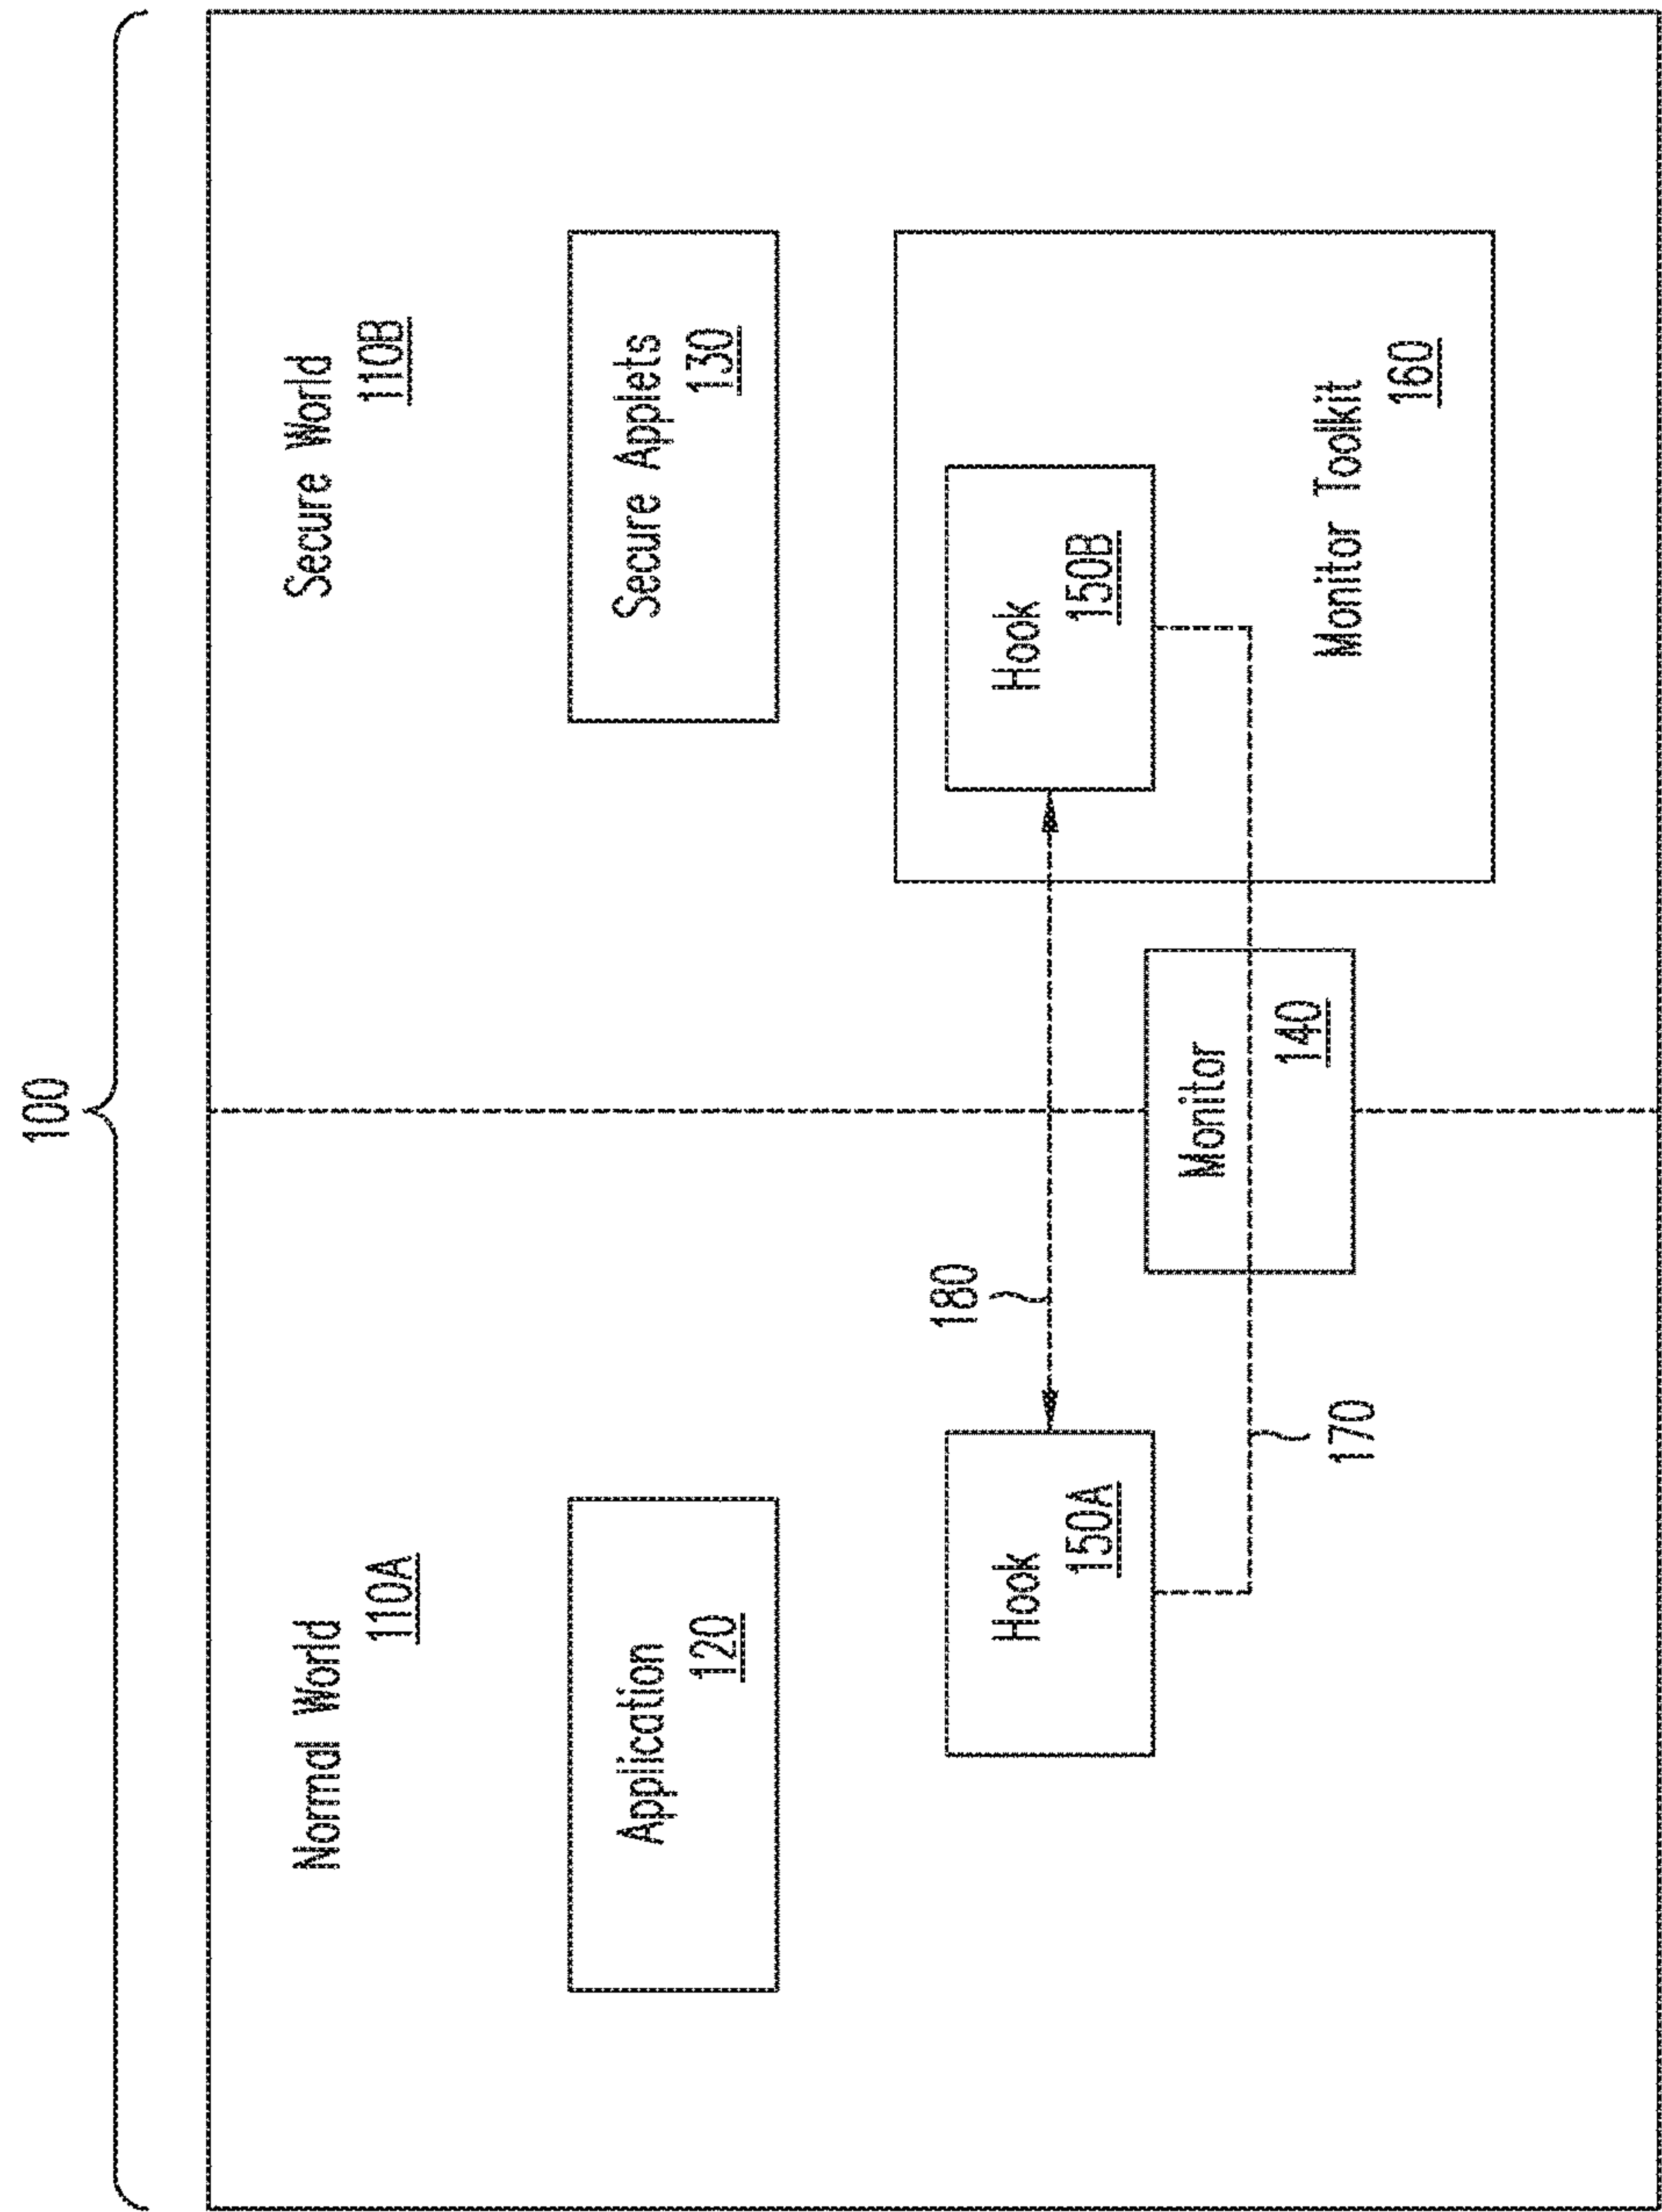 100
Normal World
110A
Secure World
110B
Application
120
Secure Applets
130
180
Hook
150A
Hook
150B
Monitor
140
170
Monitor Toolkit
160